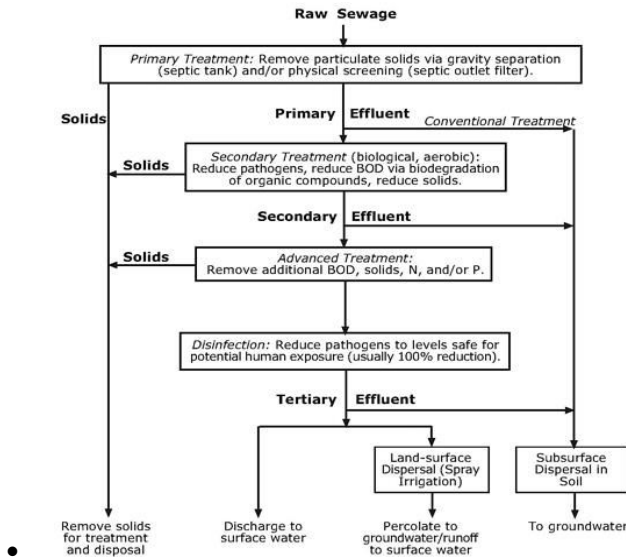 Raw Sewage
Primary Treatment: Remove particulate solids via gravity separation
(septic tank) and/or physical screening (septic outlet filter).
Solids
Primary Effluent
Conventional Treatment
Secondary Treatment (biological, aerobic):
Reduce pathogens, reduce BOD via biodegradation
of organic compounds, reduce solids.
Solids
Secondary Effluent
Advanced Treatment:
Remove additional BOD, solids, N, and/or P.
Solids
Disinfection: Reduce pathogens to levels safe for
potential human exposure (usually 100% reduction).
Tertiary Effluent
Land-surface
Dispersal (Spray
Irrigation)
Subsurface
Dispersal in
Soil
Remove solids
for treatment
and disposal
Discharge to
surface water
Percolate to
groundwater/runoff
to surface water
To groundwater